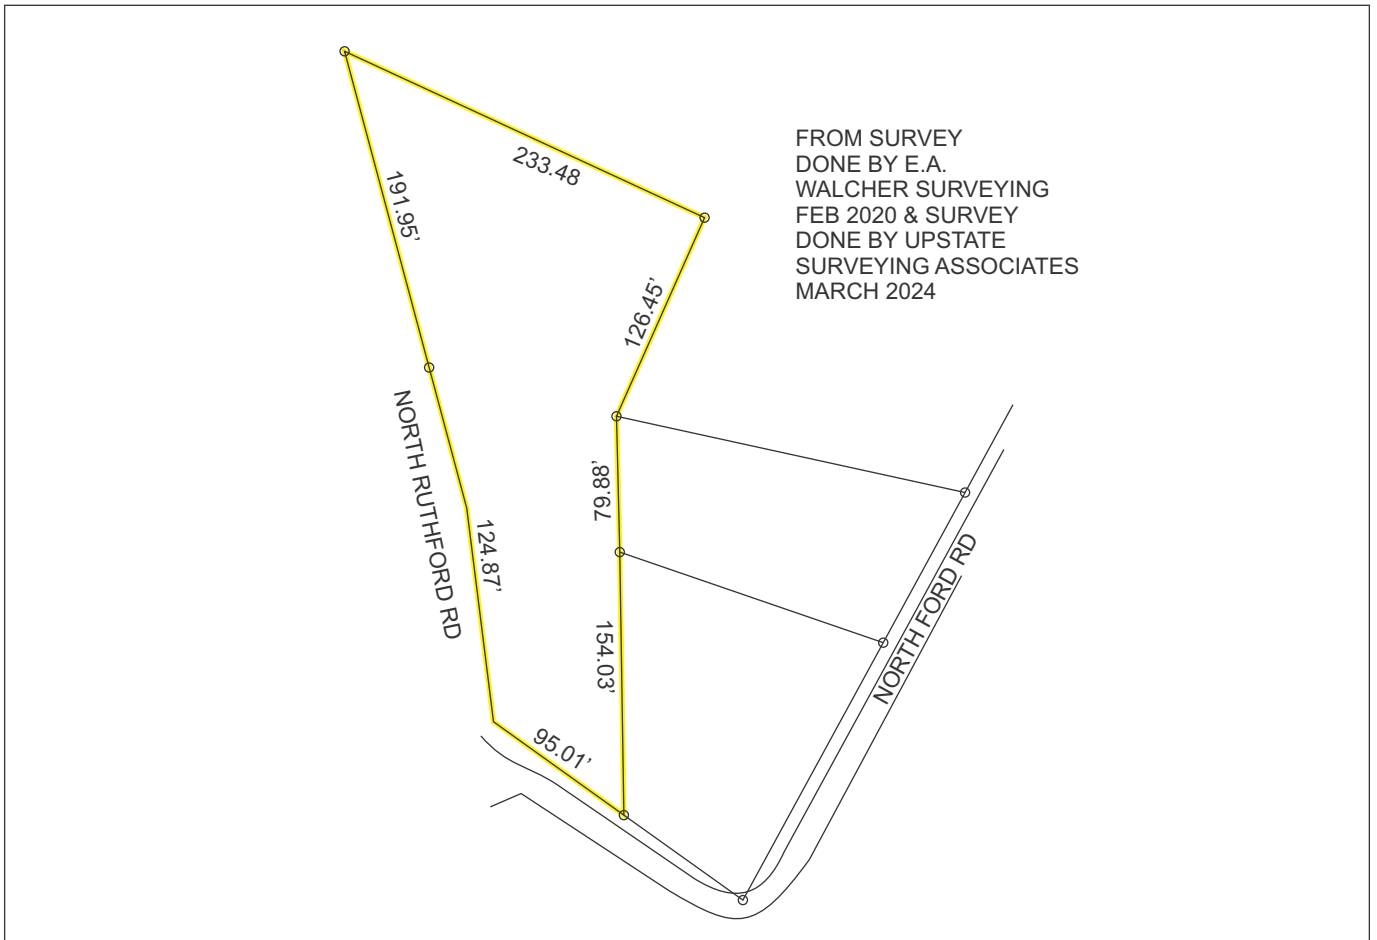 233.48
191.95’
FROM SURVEY
DONE BY E.A.
WALCHER SURVEYING
FEB 2020 & SURVEY
DONE BY UPSTATE
SURVEYING ASSOCIATES
MARCH 2024
126.45’
NORTH RUTHFORD RD
79.88’
124.87’
NORTH FORD RD
154.03’
95.01’